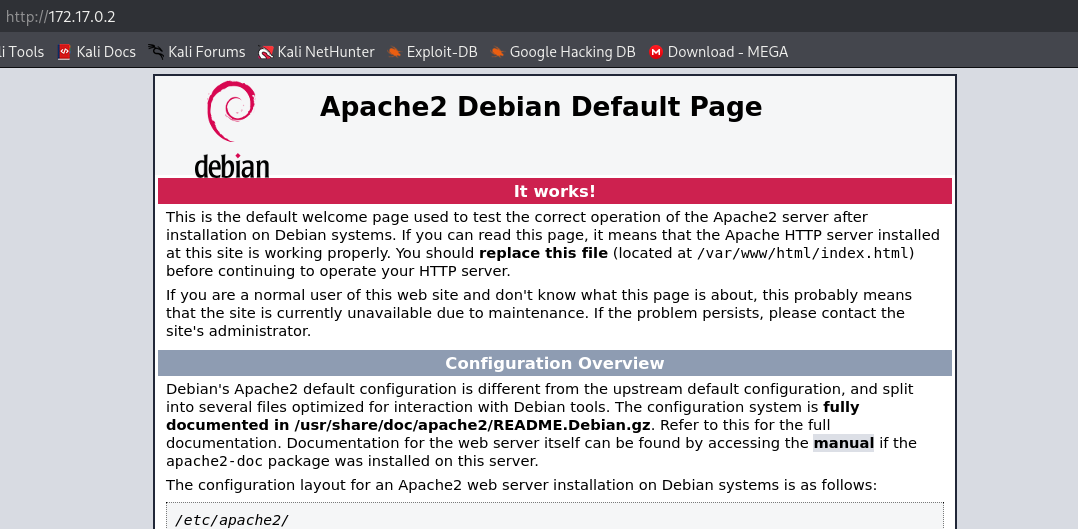 http://172.17.0.2
li Tools Kali Docs Kali Forums Kali NetHunter Exploit-DB Google Hacking DB Download - MEGA
debian
Apache2 Debian Default Page
It works!
This is the default welcome page used to test the correct operation of the Apache2 server after
installation on Debian systems. If you can read this page, it means that the Apache HTTP server installed
at this site is working properly. You should replace this file (located at /var/www/html/index.html)
before continuing to operate your HTTP server.
If you are a normal user of this web site and don't know what this page is about, this probably means
that the site is currently unavailable due to maintenance. If the problem persists, please contact the
site's administrator.
Configuration Overview
Debian's Apache2 default configuration is different from the upstream default configuration, and split
into several files optimized for interaction with Debian tools. The configuration system is fully
documented in /usr/share/doc/apache2/README.Debian.gz. Refer to this for the full
documentation. Documentation for the web server itself can be found by accessing the manual if the
apache2-doc package was installed on this server.
The configuration layout for an Apache2 web server installation on Debian systems is as follows:
/etc/apache2/